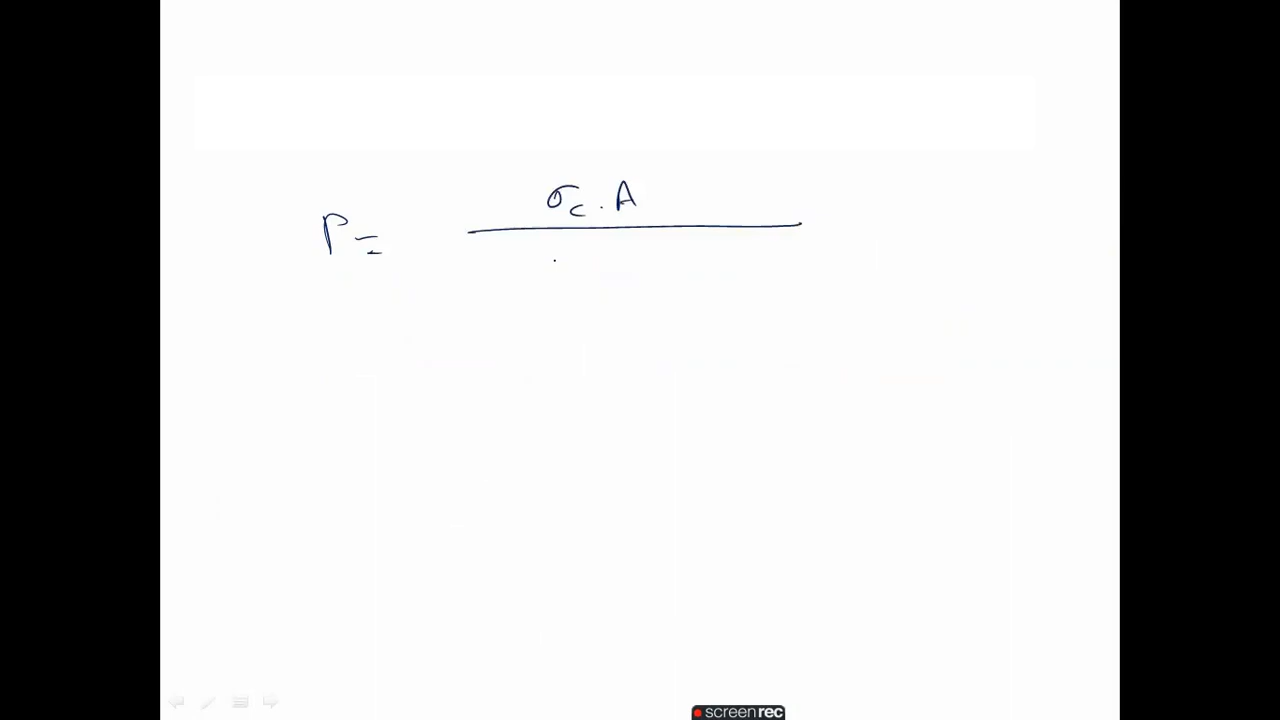 P = σc . A
screenrec